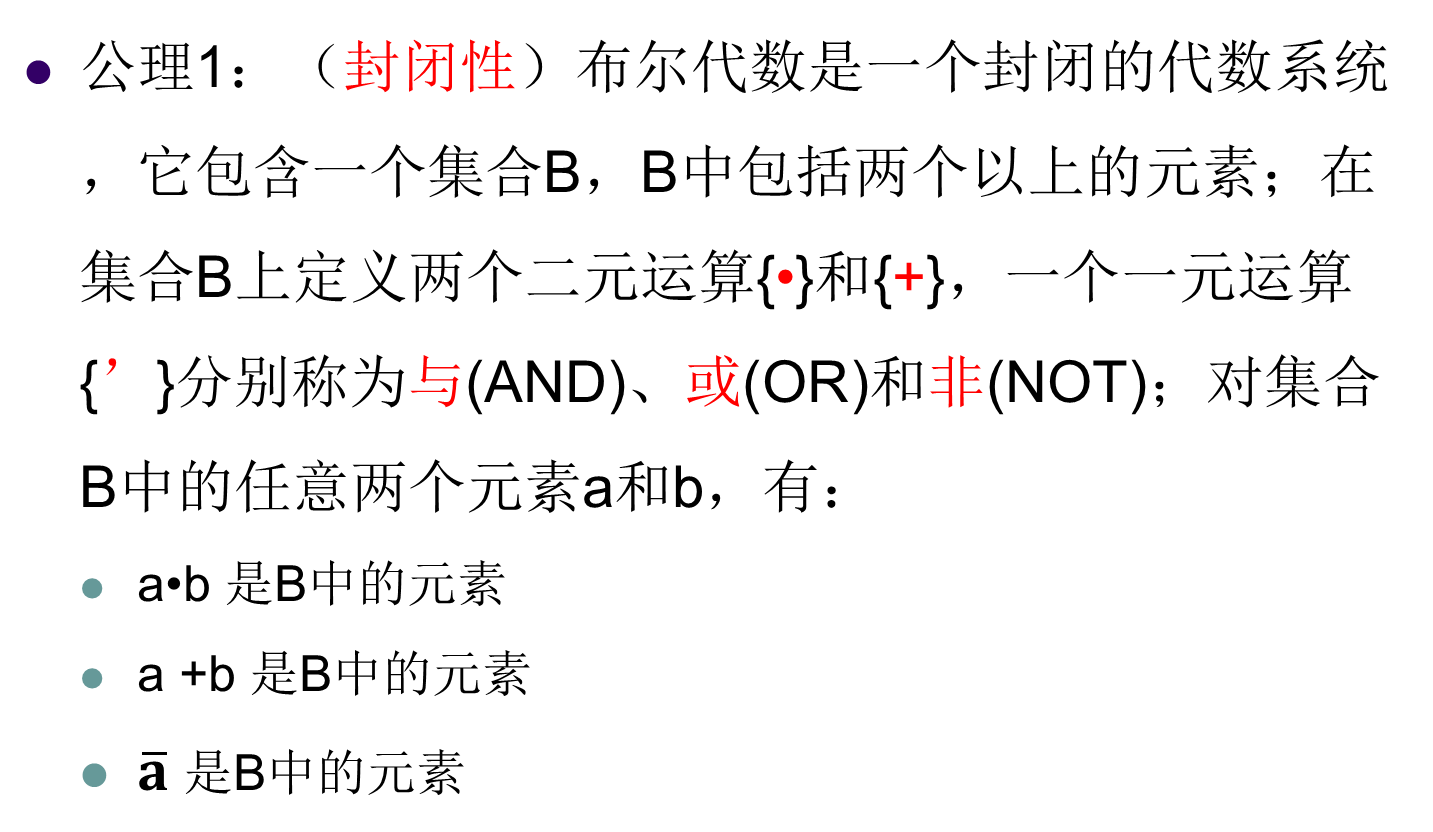 ● 公理1：（封闭性）布尔代数是一个封闭的代数系统
，它包含一个集合B，B中包括两个以上的元素；在
集合B上定义两个二元运算{•}和{+}，一个一元运算
{’}分别称为与(AND)、或(OR)和非(NOT)；对集合
B中的任意两个元素a和b，有：
● a•b 是B中的元素
● a +b 是B中的元素
● a̅ 是B中的元素